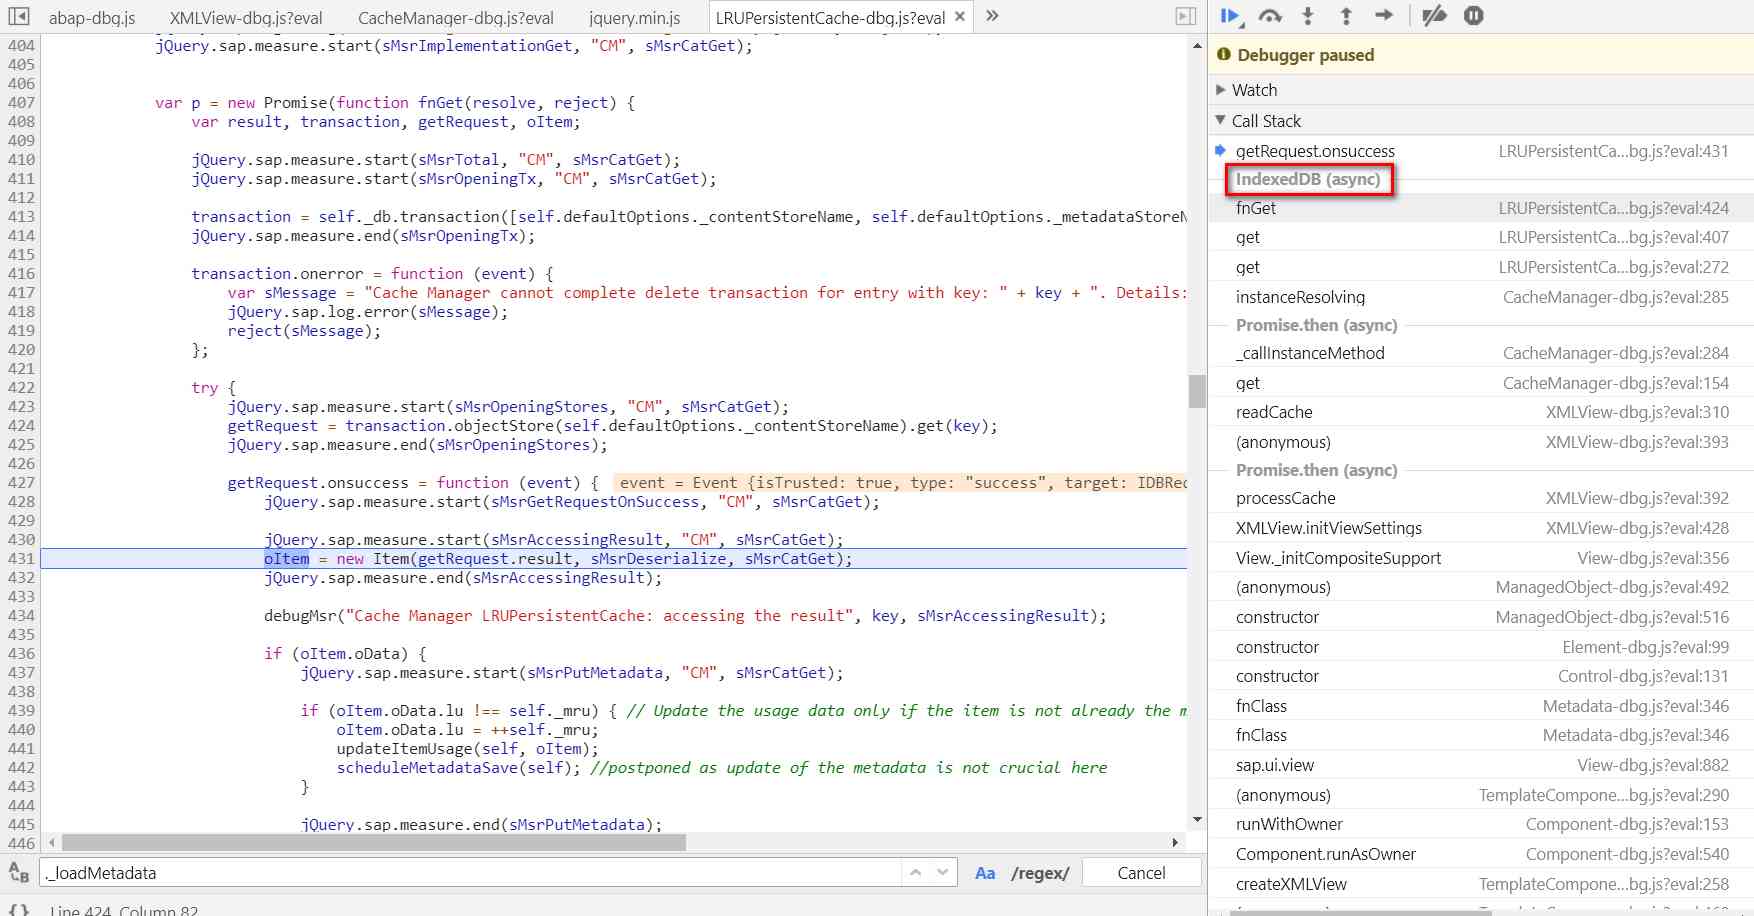 abap-dbg.js XMLView-dbg.js?eval CacheManager-dbg.js?eval jquery.min.js LRUPersistentCache-dbg.js?eval × »
404 jQuery.sap.measure.start(sMsrImplementationGet, "CM", sMsrCatGet);
405
406
407 var p = new Promise(function fnGet(resolve, reject) {
408 var result, transaction, getRequest, oItem;
409
410 jQuery.sap.measure.start(sMsrTotal, "CM", sMsrCatGet);
411 jQuery.sap.measure.start(sMsrOpeningTx, "CM", sMsrCatGet);
412
413 transaction = self._db.transaction([self.defaultOptions._contentStoreName, self.defaultOptions._metadataStoreN
414 jQuery.sap.measure.end(sMsrOpeningTx);
415
416 transaction.onerror = function (event) {
417 var sMessage = "Cache Manager cannot complete delete transaction for entry with key: " + key + ". Details:
418 jQuery.sap.log.error(sMessage);
419 reject(sMessage);
420 };
421
422 try {
423 jQuery.sap.measure.start(sMsrOpeningStores, "CM", sMsrCatGet);
424 getRequest = transaction.objectStore(self.defaultOptions._contentStoreName).get(key);
425 jQuery.sap.measure.end(sMsrOpeningStores);
426
427 getRequest.onsuccess = function (event) { event = Event {isTrusted: true, type: "success", target: IDBRec
428 jQuery.sap.measure.start(sMsrGetRequestOnSuccess, "CM", sMsrCatGet);
429
430 jQuery.sap.measure.start(sMsrAccessingResult, "CM", sMsrCatGet);
431 oItem = new Item(getRequest.result, sMsrDeserialize, sMsrCatGet);
432 jQuery.sap.measure.end(sMsrAccessingResult);
433
434 debugMsr("Cache Manager LRUPersistentCache: accessing the result", key, sMsrAccessingResult);
435
436 if (oItem.oData) {
437 jQuery.sap.measure.start(sMsrPutMetadata, "CM", sMsrCatGet);
438
439 if (oItem.oData.lu !== self._mru) { // Update the usage data only if the item is not already the m
440 oItem.oData.lu = ++self._mru;
441 updateItemUsage(self, oItem);
442 scheduleMetadataSave(self); //postponed as update of the metadata is not crucial here
443 }
444
445 jQuery.sap.measure.end(sMsrPutMetadata);
446
._loadMetadata Aa /regex/ Cancel
{} Line 424, Column 82
Debugger paused
Watch
Call Stack
getRequest.onsuccess LRUPersistentCa...bg.js?eval:431
IndexedDB (async)
fnGet LRUPersistentCa...bg.js?eval:424
get LRUPersistentCa...bg.js?eval:407
get LRUPersistentCa...bg.js?eval:272
instanceResolving CacheManager-dbg.js?eval:285
Promise.then (async)
_callInstanceMethod CacheManager-dbg.js?eval:284
get CacheManager-dbg.js?eval:154
readCache XMLView-dbg.js?eval:310
(anonymous) XMLView-dbg.js?eval:393
Promise.then (async)
processCache XMLView-dbg.js?eval:392
XMLView.initViewSettings XMLView-dbg.js?eval:428
View._initCompositeSupport View-dbg.js?eval:356
(anonymous) ManagedObject-dbg.js?eval:492
constructor ManagedObject-dbg.js?eval:516
constructor Element-dbg.js?eval:99
constructor Control-dbg.js?eval:131
fnClass Metadata-dbg.js?eval:346
fnClass Metadata-dbg.js?eval:346
sap.ui.view View-dbg.js?eval:882
(anonymous) TemplateCompone...bg.js?eval:290
runWithOwner Component-dbg.js?eval:153
Component.runAsOwner Component-dbg.js?eval:540
createXMLView TemplateCompone...bg.js?eval:258